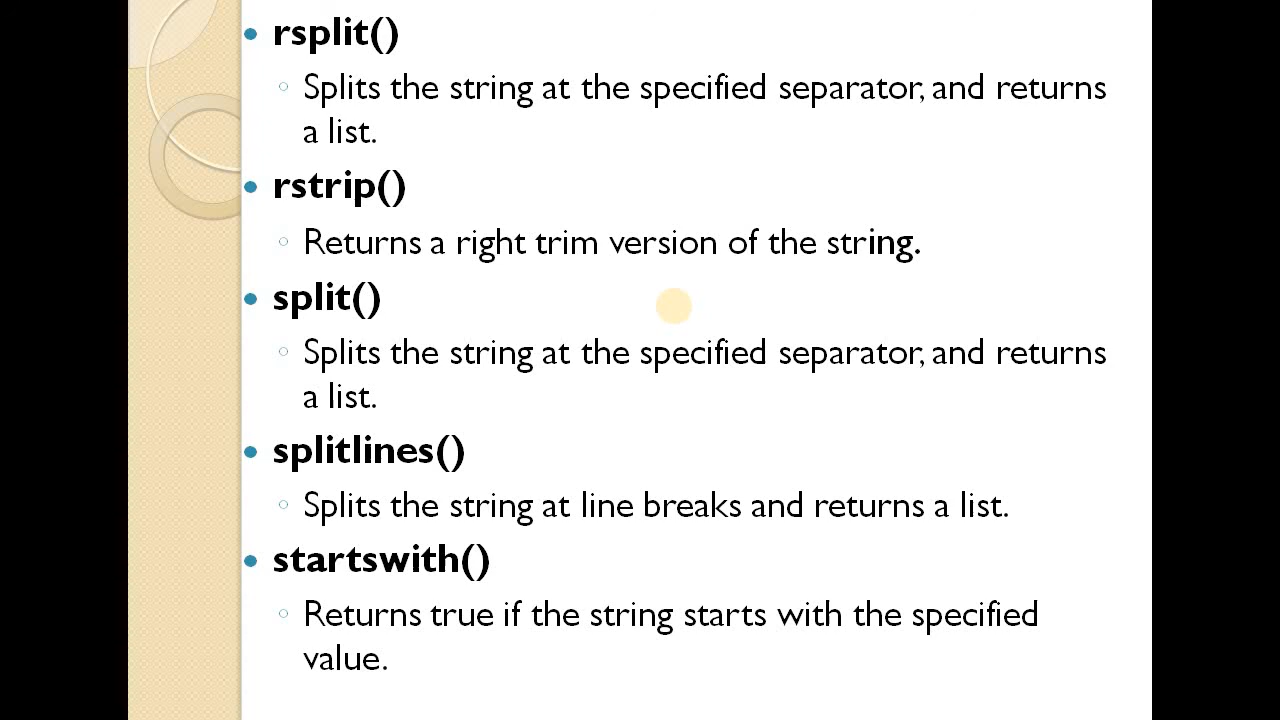 rsplit()
Splits the string at the specified separator, and returns
a list.
rstrip()
Returns a right trim version of the string.
split()
Splits the string at the specified separator, and returns
a list.
splitlines()
Splits the string at line breaks and returns a list.
startswith()
Returns true if the string starts with the specified
value.